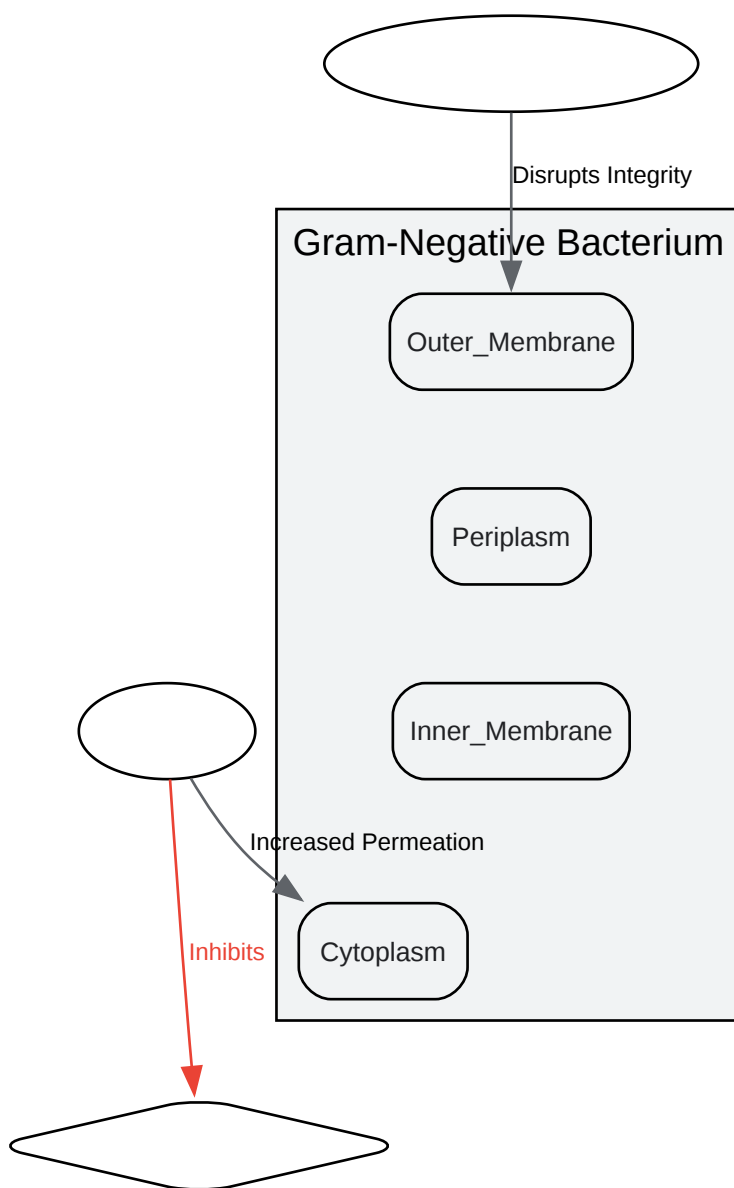 Disrupts Integrity
Gram-Negative Bacterium
Outer_Membrane
Periplasm
Inner_Membrane
Increased Permeation
Cytoplasm
Inhibits